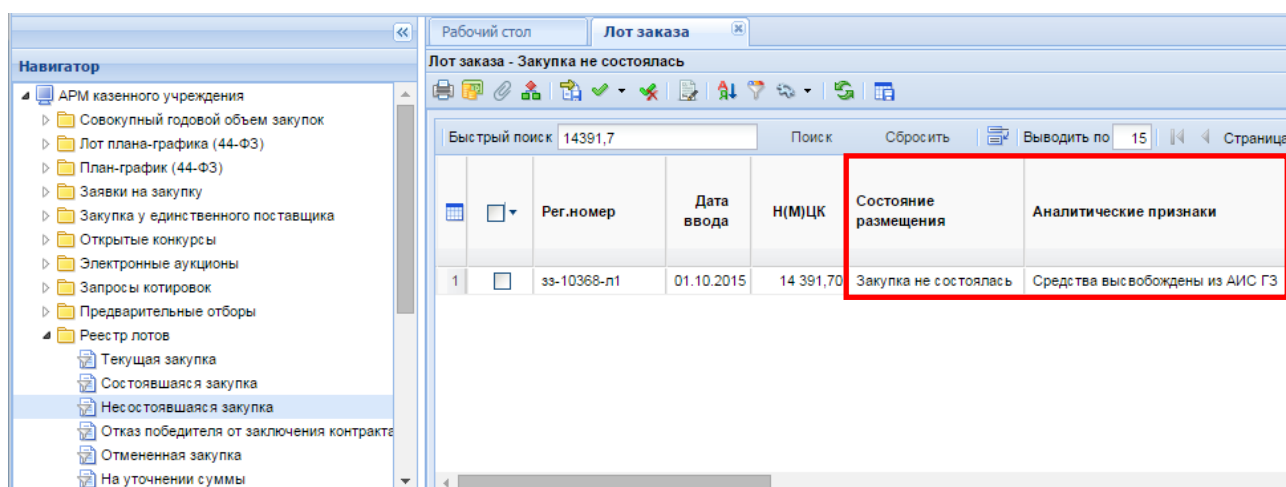 Навигатор
АРМ казенного учреждения
Совокупный годовой объем закупок
Лот плана-графика (44-ФЗ)
План-график (44-ФЗ)
Заявки на закупку
Закупка у единственного поставщика
Открытые конкурсы
Электронные аукционы
Запросы котировок
Предварительные отборы
Реестр лотов
Текущая закупка
Состоявшаяся закупка
Несостоявшаяся закупка
Отказ победителя от заключения контракта
Отмененная закупка
На уточнении суммы
Рабочий стол Лот заказа
Лот заказа - Закупка не состоялась
Быстрый поиск 14391,7 Поиск Сбросить Выводить по 15 Страница
Рег.номер Дата ввода Н(М)ЦК Состояние размещения Аналитические признаки
1 зз-10368-л1 01.10.2015 14 391,70 Закупка не состоялась Средства высвобождены из АИС ГЗ